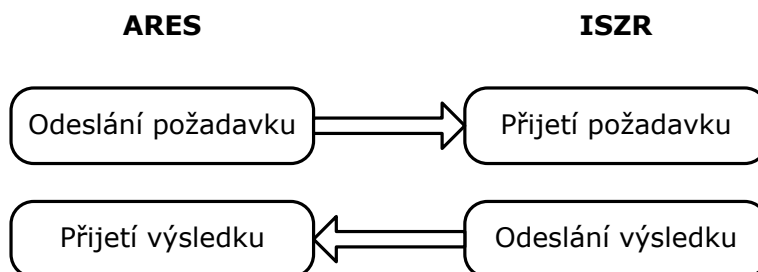 ARES ISZR
Odeslání požadavku Přijetí požadavku
Přijetí výsledku Odeslání výsledku